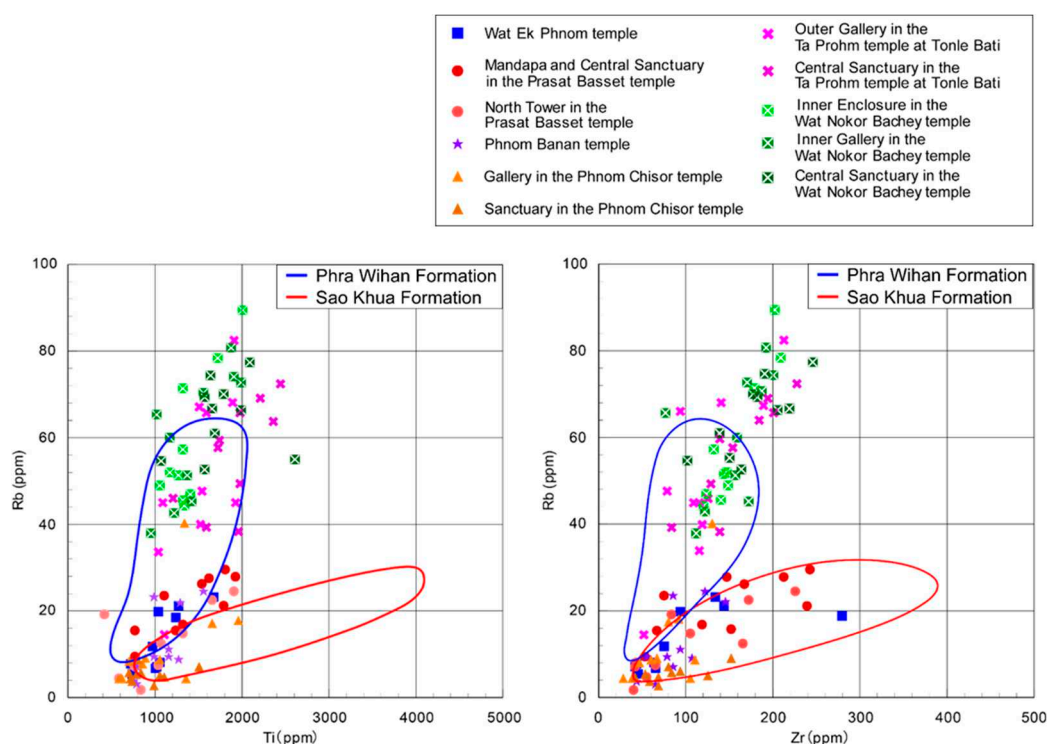 Wat Ek Phnom temple
Mandapa and Central Sanctuary
in the Prasat Basset temple
North Tower in the
Prasat Basset temple
Phnom Banan temple
Gallery in the Phnom Chisor temple
Sanctuary in the Phnom Chisor temple
Outer Gallery in the
Ta Prohm temple at Tonle Bati
Central Sanctuary in the
Ta Prohm temple at Tonle Bati
Inner Enclosure in the
Wat Nokor Bachey temple
Inner Gallery in the
Wat Nokor Bachey temple
Central Sanctuary in the
Wat Nokor Bachey temple
Phra Wihan Formation
Sao Khua Formation
100
80
60
40
20
0
Rb (ppm)
0 1000 2000 3000 4000 5000
Ti (ppm)
Phra Wihan Formation
Sao Khua Formation
100
80
60
40
20
0
Rb (ppm)
0 100 200 300 400 500
Zr (ppm)